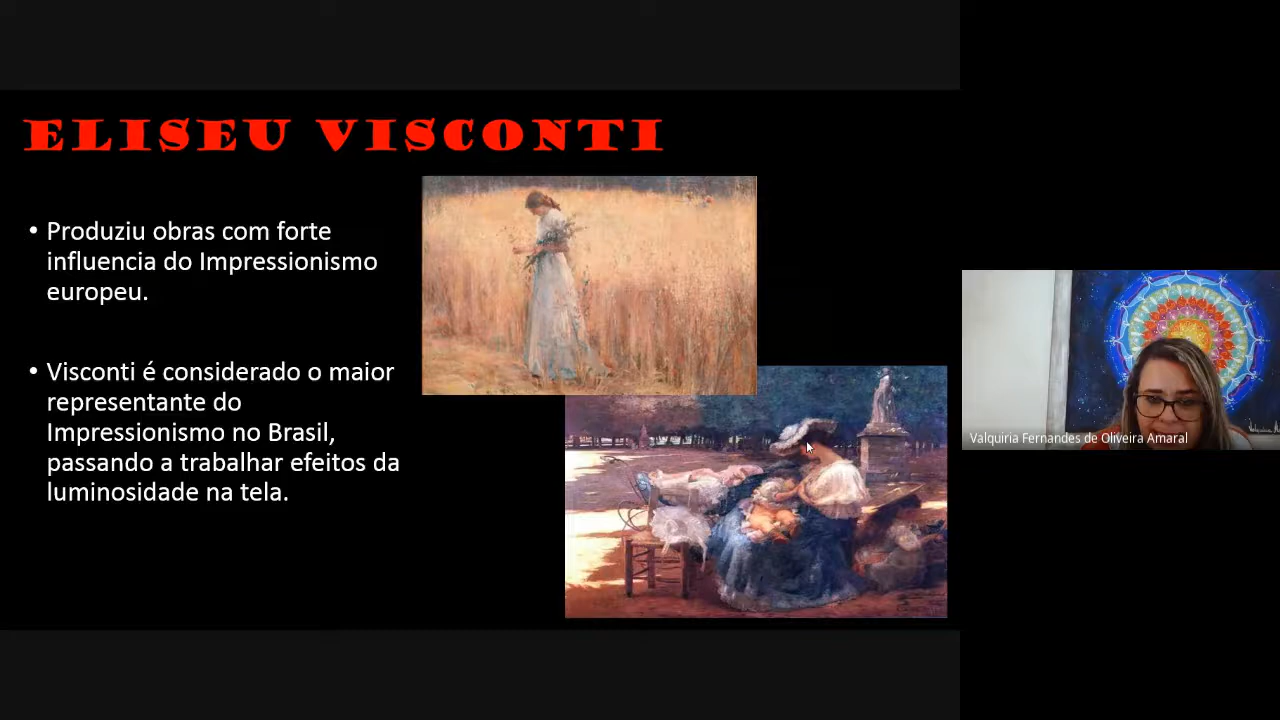 ELISEU VISCONTI
• Produziu obras com forte
influencia do Impressionismo
europeu.
• Visconti é considerado o maior
representante do
Impressionismo no Brasil,
passando a trabalhar efeitos da
luminosidade na tela.
Valquiria Fernandes de Oliveira Amaral